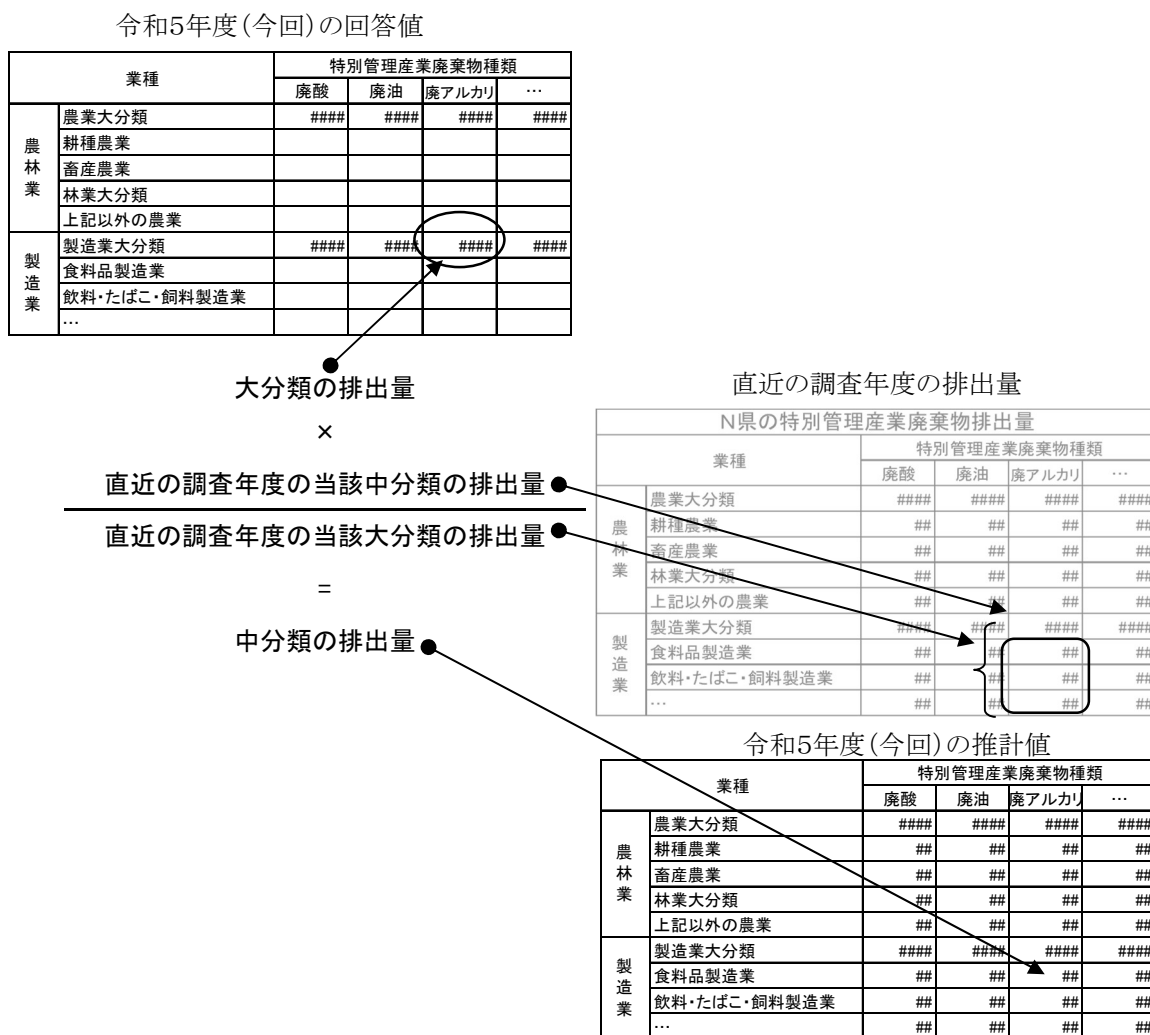 令和5年度(今回)の回答値
業種 特別管理産業廃棄物種類
廃酸 廃油 廃アルカリ …
農林業
農業大分類 #### #### #### ####
耕種農業
畜産農業
林業大分類
上記以外の農業
製造業
製造業大分類 #### #### #### ####
食料品製造業
飲料・たばこ・飼料製造業
…
大分類の排出量
×
直近の調査年度の当該中分類の排出量
直近の調査年度の当該大分類の排出量
=
中分類の排出量
直近の調査年度の排出量
N県の特別管理産業廃棄物排出量
業種 特別管理産業廃棄物種類
廃酸 廃油 廃アルカリ …
農林業
農業大分類 #### #### #### ####
耕種農業 ## ## ## ##
畜産農業 ## ## ## ##
林業大分類 ## ## ## ##
上記以外の農業 ## ## ## ##
製造業
製造業大分類 #### #### #### ####
食料品製造業 ## ## ## ##
飲料・たばこ・飼料製造業 ## ## ## ##
… ## ## ## ##
令和5年度(今回)の推計値
業種 特別管理産業廃棄物種類
廃酸 廃油 廃アルカリ …
農林業
農業大分類 #### #### #### ####
耕種農業 ## ## ## ##
畜産農業 ## ## ## ##
林業大分類 ## ## ## ##
上記以外の農業 ## ## ## ##
製造業
製造業大分類 #### #### #### ####
食料品製造業 ## ## ## ##
飲料・たばこ・飼料製造業 ## ## ## ##
… ## ## ## ##